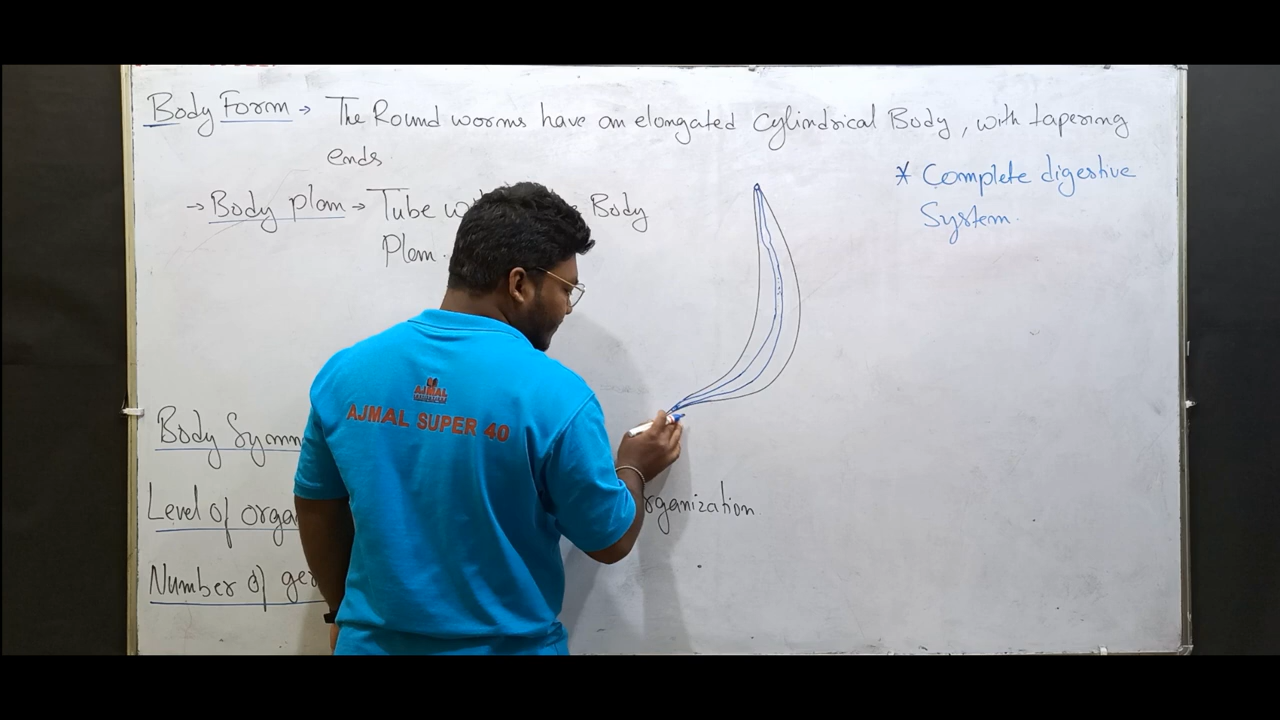 Body Form → The Round worms have an elongated cylindrical Body, with tapering
ends.
* Complete digestive
System.
→ Body plan → Tube Body
Plan.
Body
Level of
Number of
organization
AJMAL
AJMAL SUPER 40